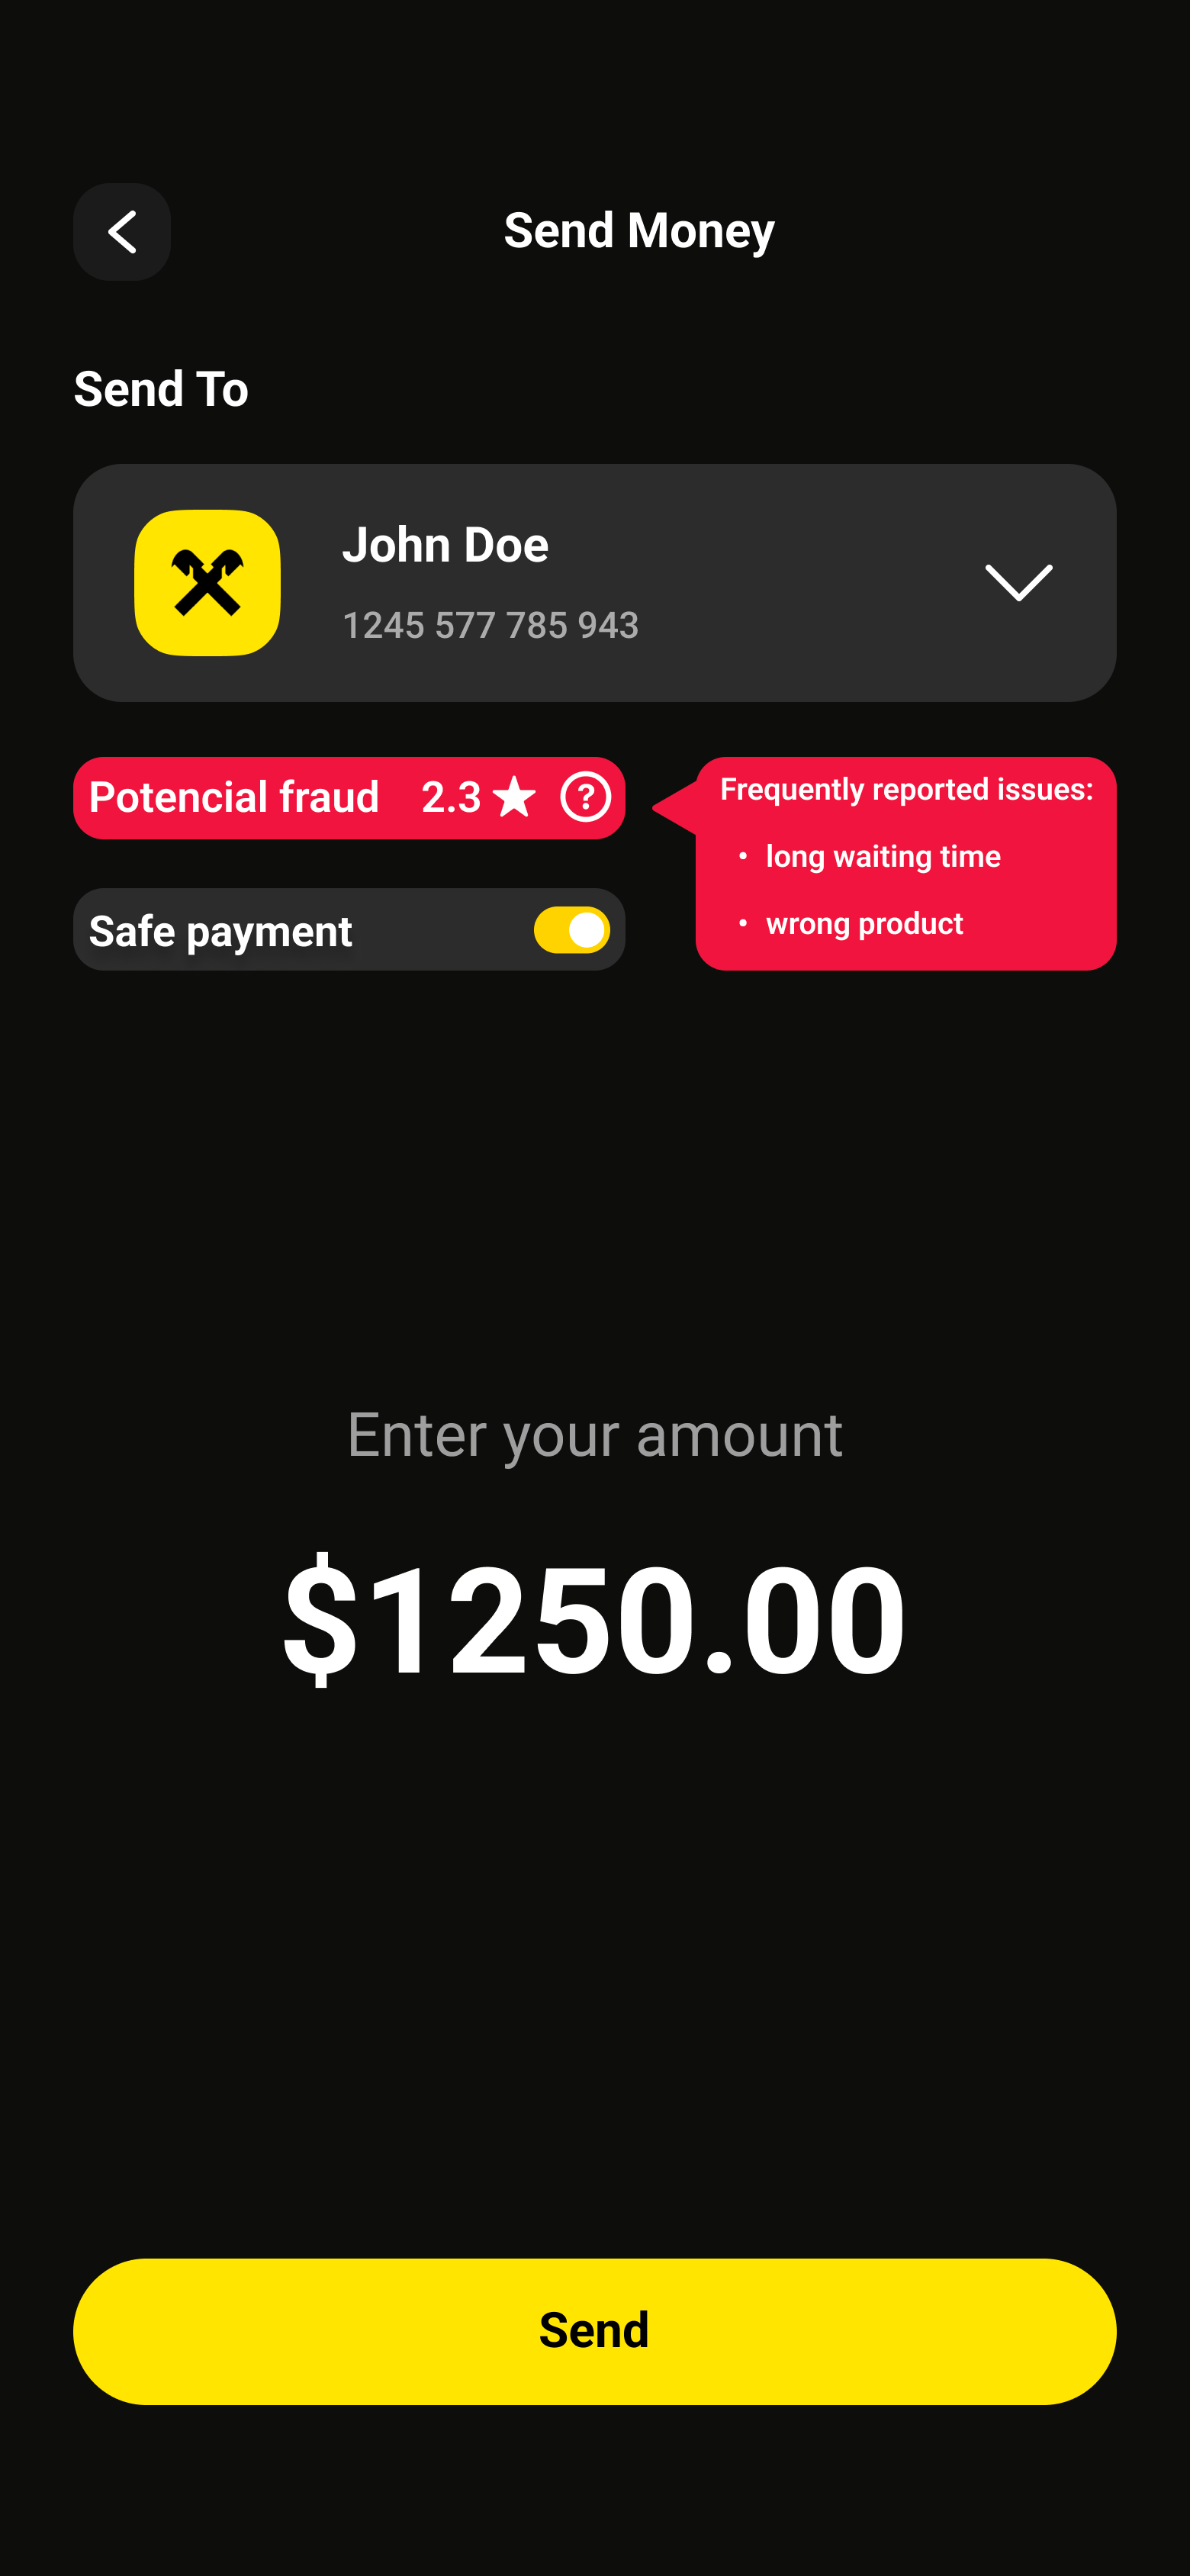 Send Money
Send To
John Doe
1245 577 785 943
Potencial fraud 2.3 ?
Frequently reported issues:
• long waiting time
• wrong product
Safe payment
Enter your amount
$1250.00
Send